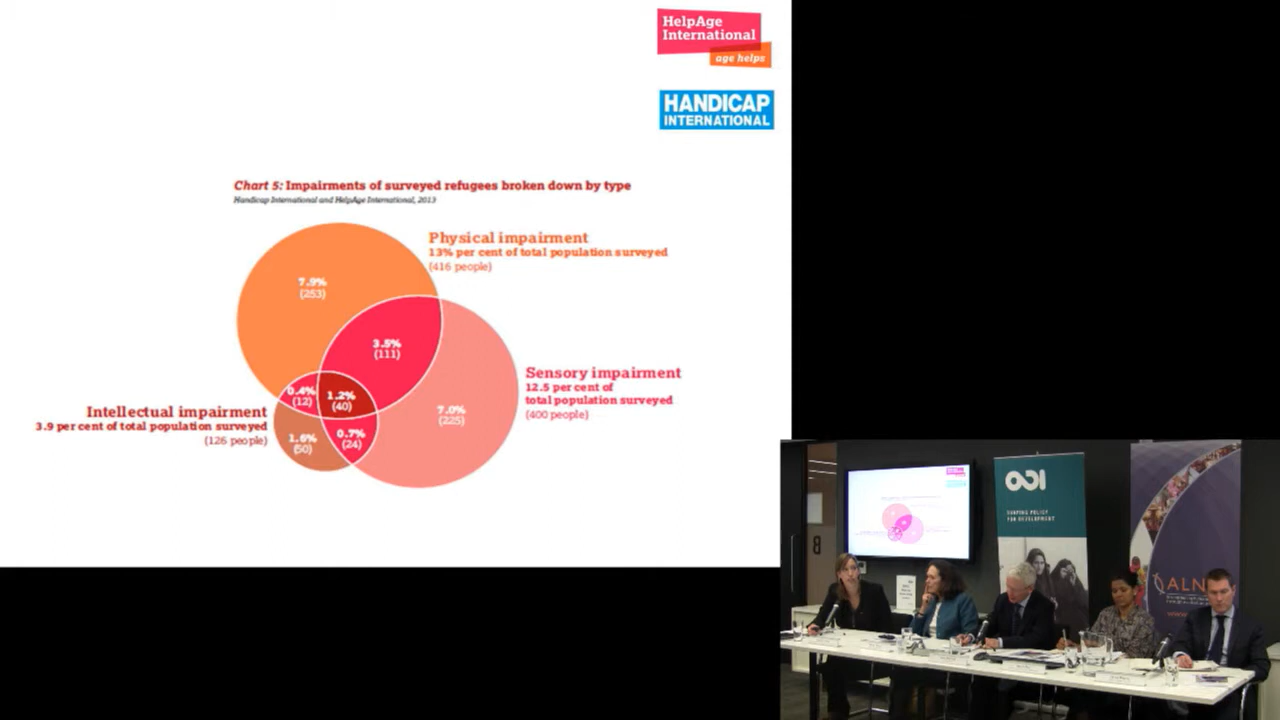 HelpAge
International
age helps
HANDICAP
INTERNATIONAL
Chart 5: Impairments of surveyed refugees broken down by type
Handicap International and HelpAge International, 2013
Physical impairment
13% per cent of total population surveyed
(416 people)
7.9%
(253)
3.5%
(111)
Sensory impairment
12.5 per cent of
total population surveyed
(400 people)
0.4%
(12)
1.2%
(40)
7.0%
(225)
Intellectual impairment
3.9 per cent of total population surveyed
(126 people)
1.6%
(50)
0.7%
(24)
ODI
SHAPING POLICY
FOR DEVELOPMENT
8
ALN